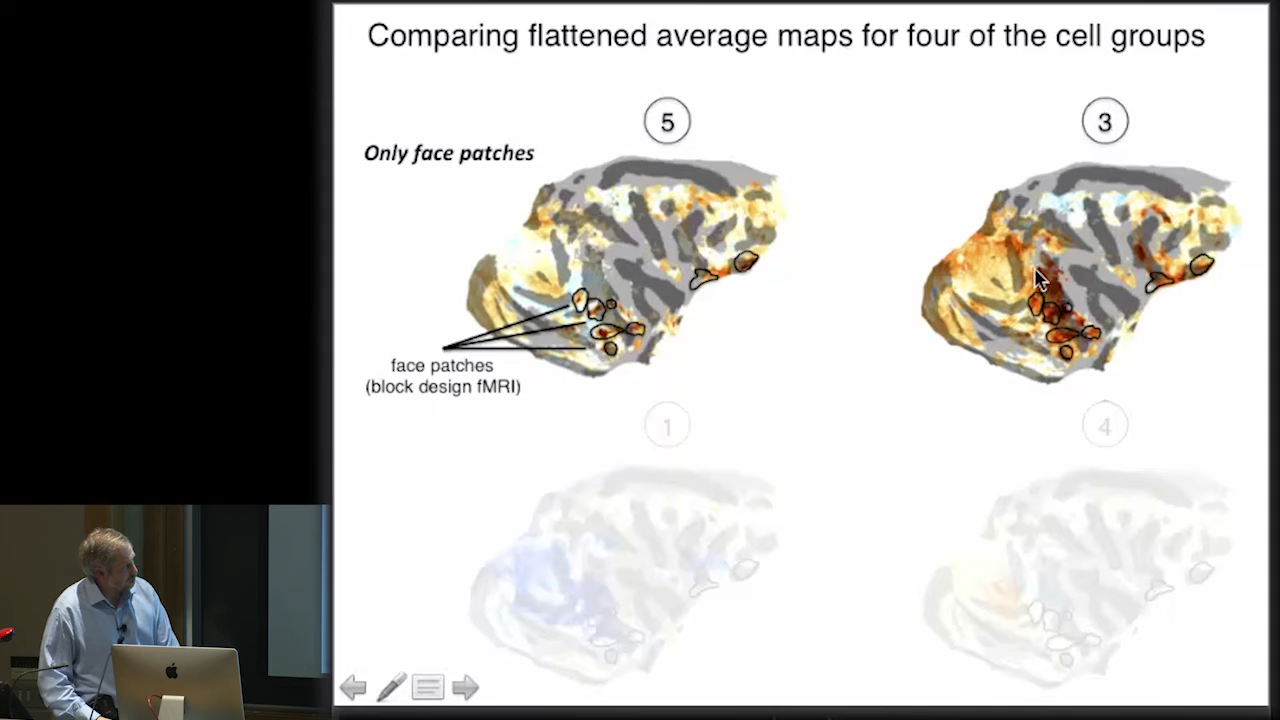 Comparing flattened average maps for four of the cell groups
5
3
Only face patches
face patches
(block design fMRI)
1
4